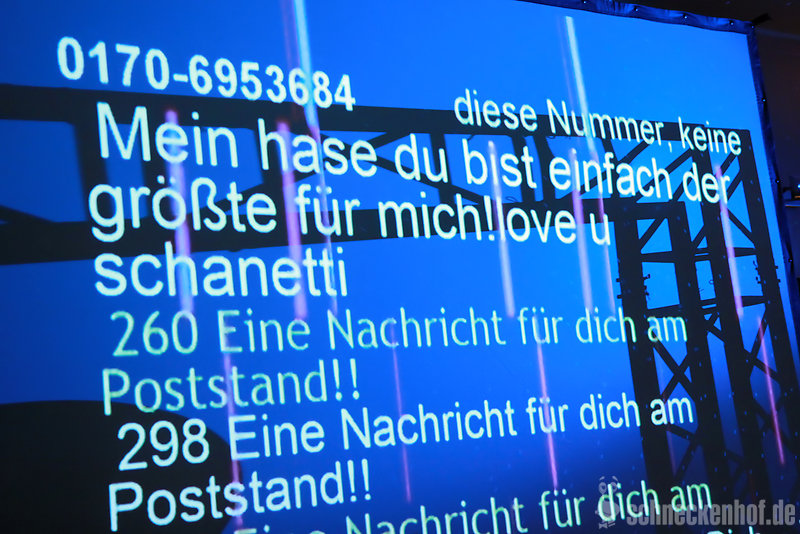 0170-6953684 diese Nummer, keine
Mein hase du bist einfach der
größte für mich!love u
schanetti
260 Eine Nachricht für dich am
Poststand!!
298 Eine Nachricht für dich am
Poststand!!
Eine Nachricht für dich am
schneckenhof.de